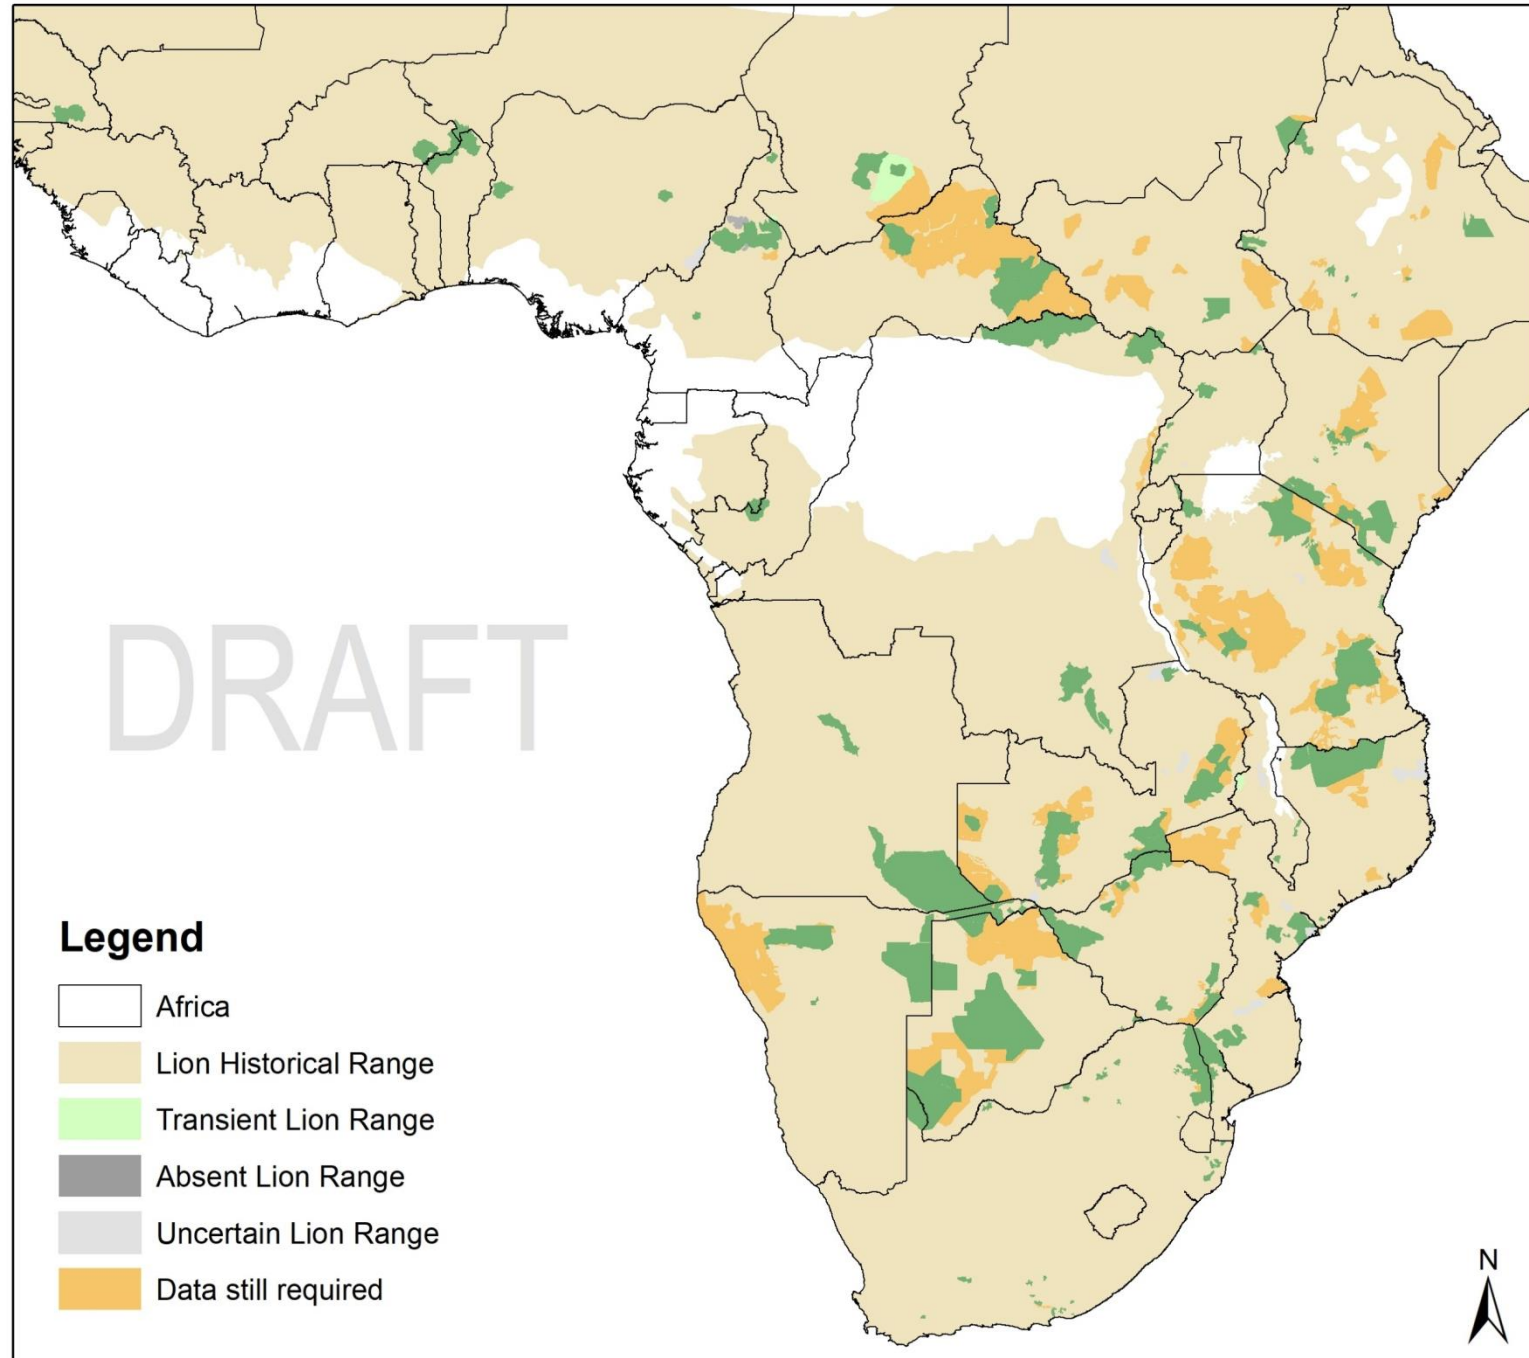 DRAFT
Legend
Africa
Lion Historical Range
Transient Lion Range
Absent Lion Range
Uncertain Lion Range
Data still required
N